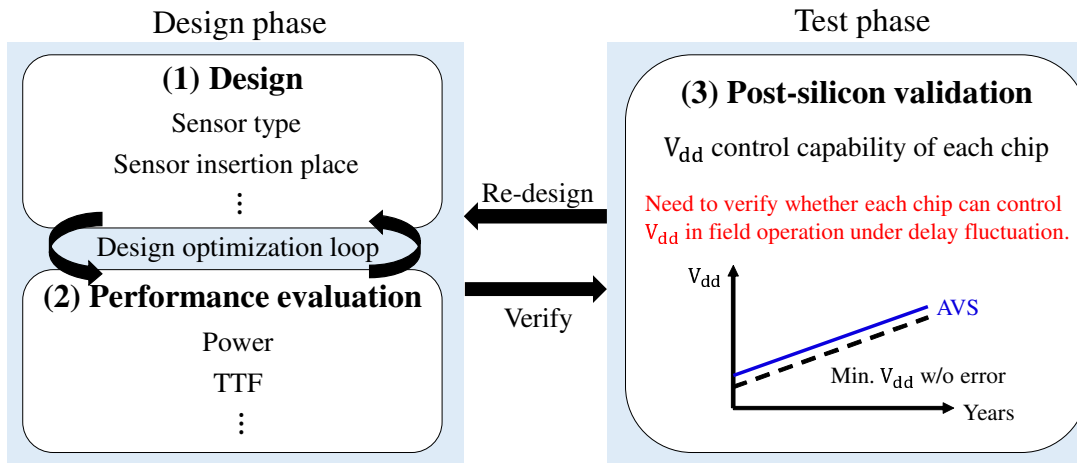 Design phase
(1) Design
Sensor type
Sensor insertion place
⋮
Design optimization loop
(2) Performance evaluation
Power
TTF
⋮
Re-design
Verify
Test phase
(3) Post-silicon validation
Vdd control capability of each chip
Need to verify whether each chip can control
Vdd in field operation under delay fluctuation.
Vdd
AVS
Min. Vdd w/o error
Years